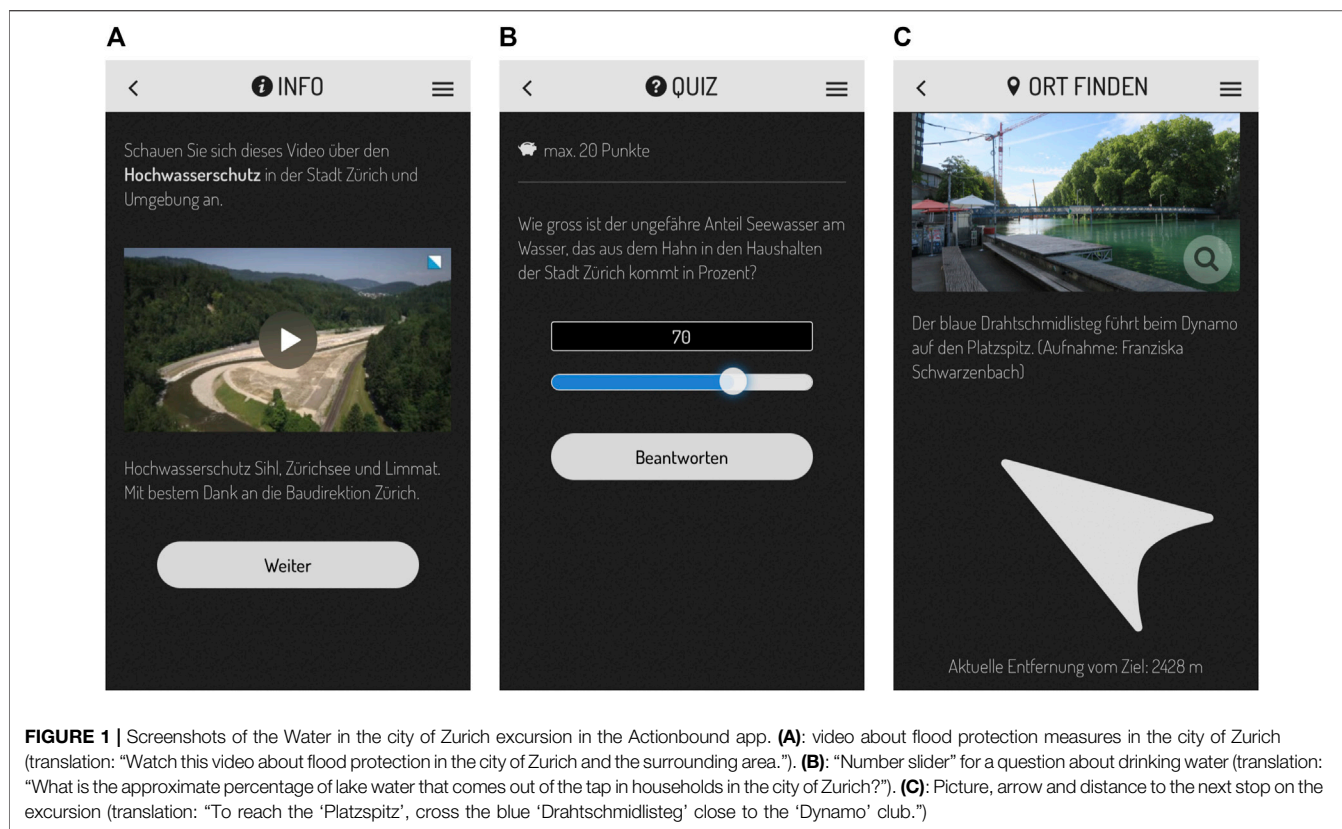 A
INFO
Schauen Sie sich dieses Video über den
Hochwasserschutz in der Stadt Zürich und
Umgebung an.
Hochwasserschutz Sihl, Zürichsee und Limmat.
Mit bestem Dank an die Baudirektion Zürich.
Weiter
B
QUIZ
max. 20 Punkte
Wie gross ist der ungefähre Anteil Seewasser am
Wasser, das aus dem Hahn in den Haushalten
der Stadt Zürich kommt in Prozent?
70
Beantworten
C
ORT FINDEN
Der blaue Drahtschmidlisteg führt beim Dynamo
auf den Platzspitz. (Aufnahme: Franziska
Schwarzenbach)
Aktuelle Entfernung vom Ziel: 2428 m
FIGURE 1 | Screenshots of the Water in the city of Zurich excursion in the Actionbound app. (A): video about flood protection measures in the city of Zurich
(translation: “Watch this video about flood protection in the city of Zurich and the surrounding area.”). (B): “Number slider” for a question about drinking water (translation:
“What is the approximate percentage of lake water that comes out of the tap in households in the city of Zurich?”). (C): Picture, arrow and distance to the next stop on the
excursion (translation: “To reach the ‘Platzspitz’, cross the blue ‘Drahtschmidlisteg’ close to the ‘Dynamo’ club.”)